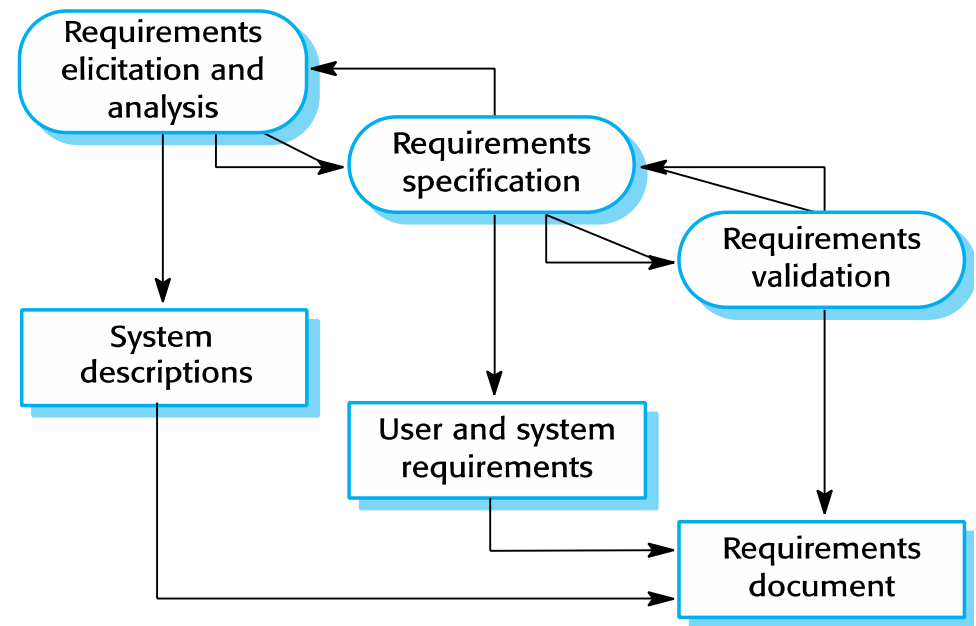 Requirements
elicitation and
analysis
Requirements
specification
Requirements
validation
System
descriptions
User and system
requirements
Requirements
document